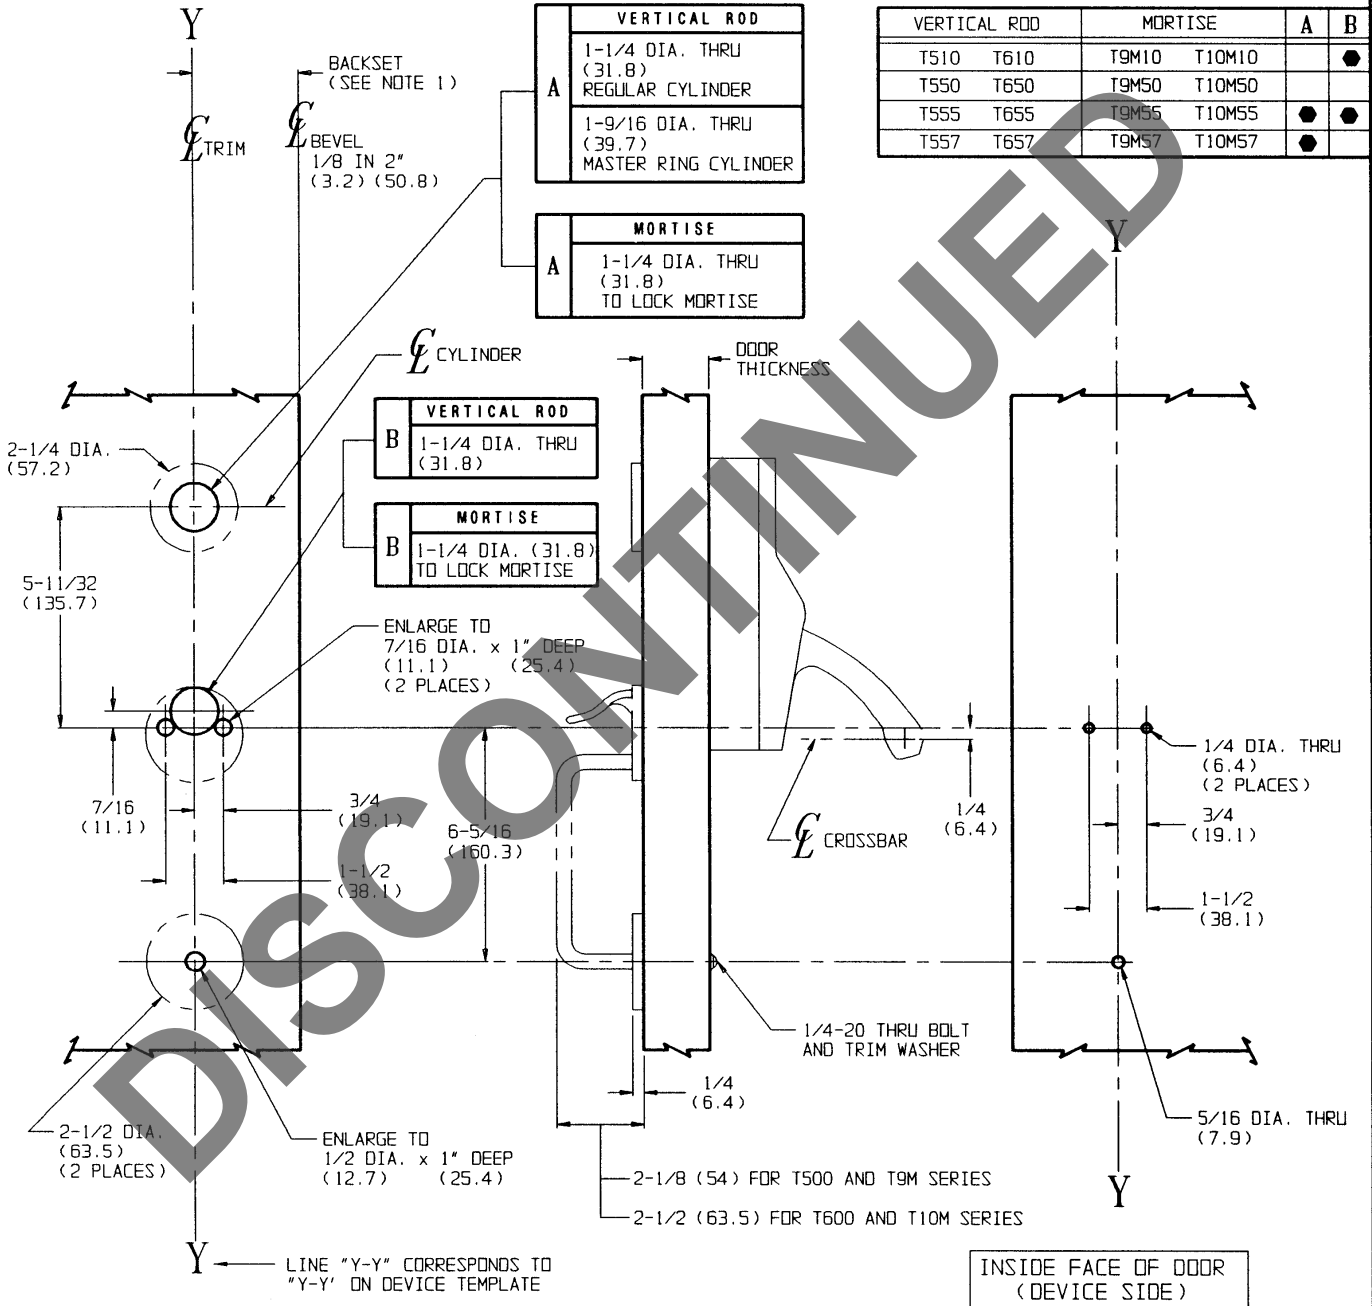 Y
BACKSET
(SEE NOTE 1)
℄ TRIM
℄ BEVEL
1/8 IN 2"
(3.2) (50.8)
A
VERTICAL ROD
1-1/4 DIA. THRU
(31.8)
REGULAR CYLINDER
1-9/16 DIA. THRU
(39.7)
MASTER RING CYLINDER
A
MORTISE
1-1/4 DIA. THRU
(31.8)
TO LOCK MORTISE
VERTICAL ROD MORTISE A B
T510 T610 T9M10 T10M10 ⬣
T550 T650 T9M50 T10M50
T555 T655 T9M55 T10M55 ⬣ ⬣
T557 T657 T9M57 T10M57 ⬣
Y
℄ CYLINDER
DOOR
THICKNESS
B
VERTICAL ROD
1-1/4 DIA. THRU
(31.8)
B
MORTISE
1-1/4 DIA. (31.8)
TO LOCK MORTISE
2-1/4 DIA.
(57.2)
5-11/32
(135.7)
ENLARGE TO
7/16 DIA. x 1" DEEP
(11.1) (25.4)
(2 PLACES)
7/16
(11.1)
3/4
(19.1)
1-1/2
(38.1)
6-5/16
(160.3)
℄ CROSSBAR
1/4
(6.4)
1/4 DIA. THRU
(6.4)
(2 PLACES)
3/4
(19.1)
1-1/2
(38.1)
1/4-20 THRU BOLT
AND TRIM WASHER
1/4
(6.4)
5/16 DIA. THRU
(7.9)
2-1/2 DIA.
(63.5)
(2 PLACES)
ENLARGE TO
1/2 DIA. x 1" DEEP
(12.7) (25.4)
2-1/8 (54) FOR T500 AND T9M SERIES
2-1/2 (63.5) FOR T600 AND T10M SERIES
Y
Y
LINE "Y-Y" CORRESPONDS TO
"Y-Y' ON DEVICE TEMPLATE
INSIDE FACE OF DOOR
(DEVICE SIDE)
DISCONTINUED